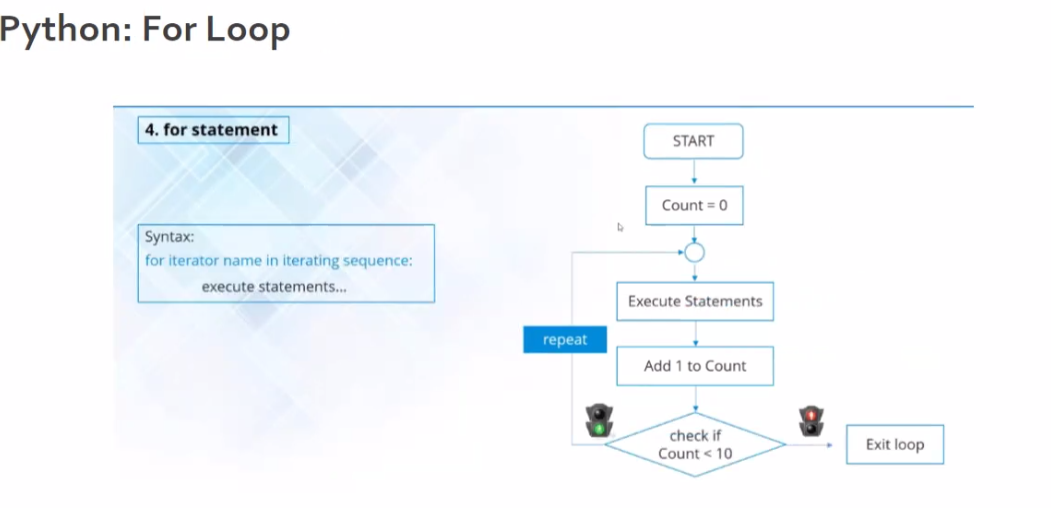 Python: For Loop
4. for statement
Syntax:
for iterator name in iterating sequence:
execute statements...
START
Count = 0
Execute Statements
repeat
Add 1 to Count
check if
Count < 10
Exit loop